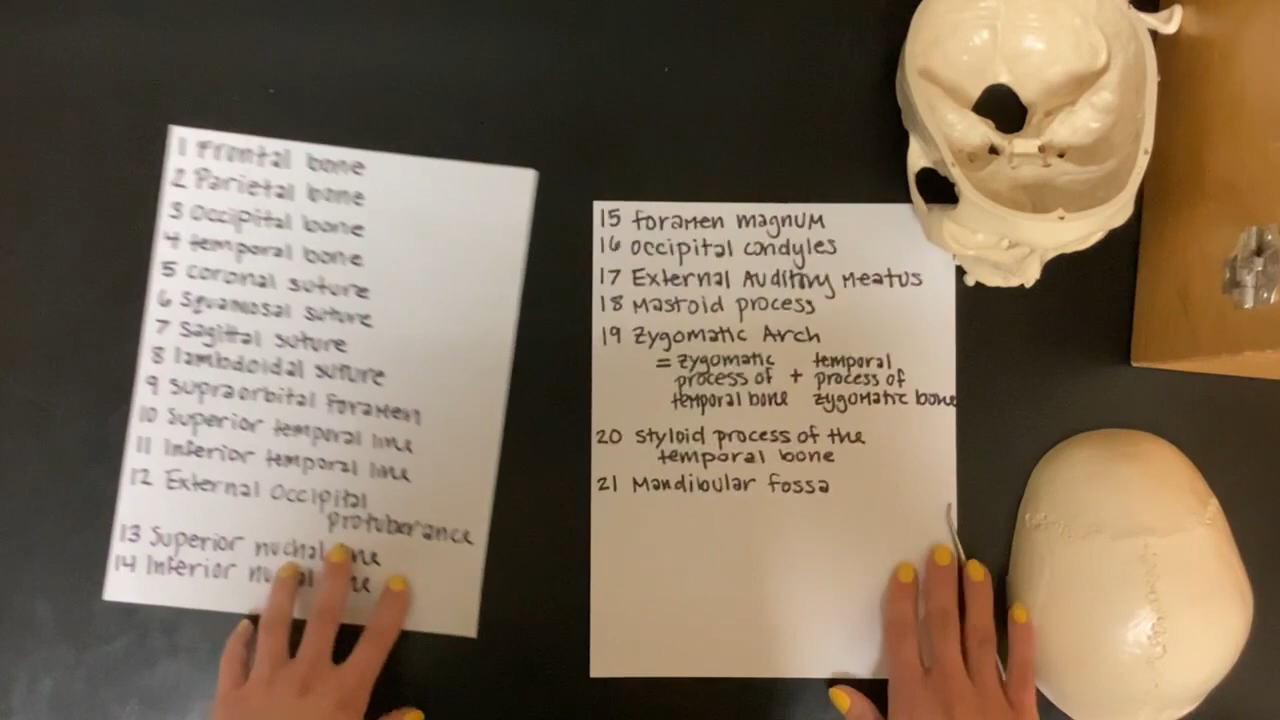 1 Frontal bone
2 Parietal bone
3 Occipital bone
4 temporal bone
5 coronal suture
6 Squamosal suture
7 Sagittal suture
8 lambdoidal suture
9 supraorbital foramen
10 Superior temporal line
11 Inferior temporal line
12 External Occipital
protuberance
13 Superior nuchal
14 Inferior
15 foramen magnum
16 occipital condyles
17 External Auditory Meatus
18 Mastoid process
19 Zygomatic Arch
= zygomatic temporal
process of + process of
temporal bone zygomatic bone
20 styloid process of the
temporal bone
21 Mandibular fossa